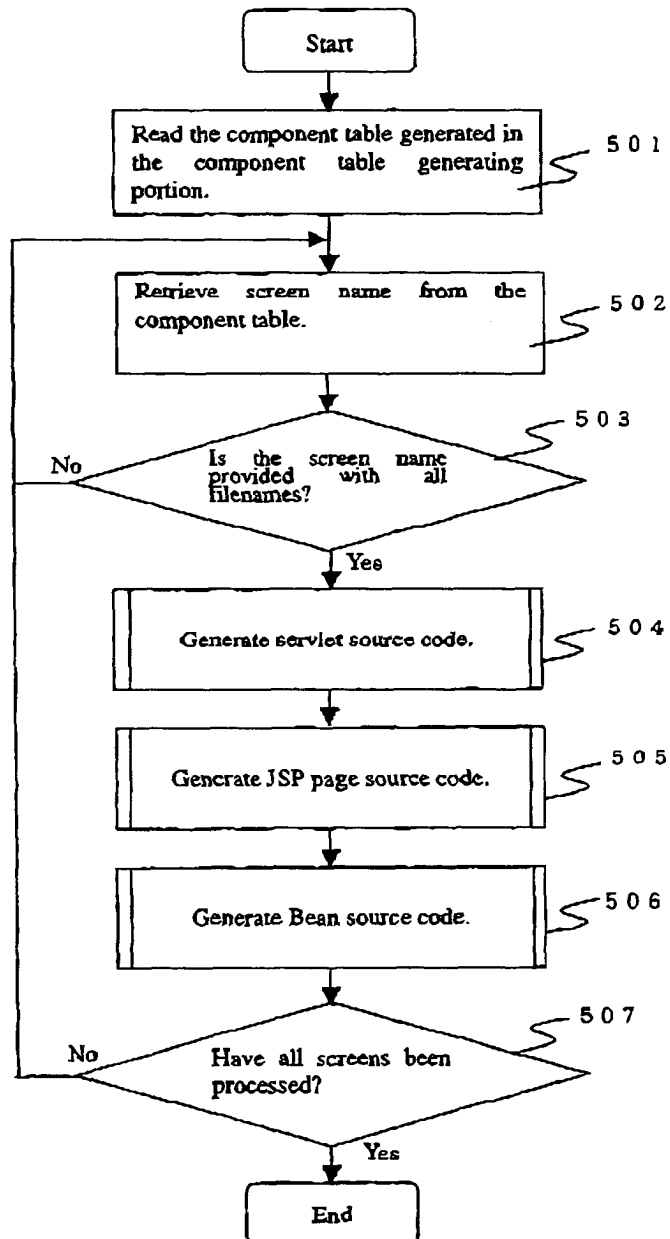 Start
Read the component table generated in
the component table generating
portion.
501
Retrieve screen name from the
component table.
502
503
No
Is the screen name
provided with all
filenames?
Yes
Generate servlet source code.
504
Generate JSP page source code.
505
Generate Bean source code.
506
507
No
Have all screens been
processed?
Yes
End